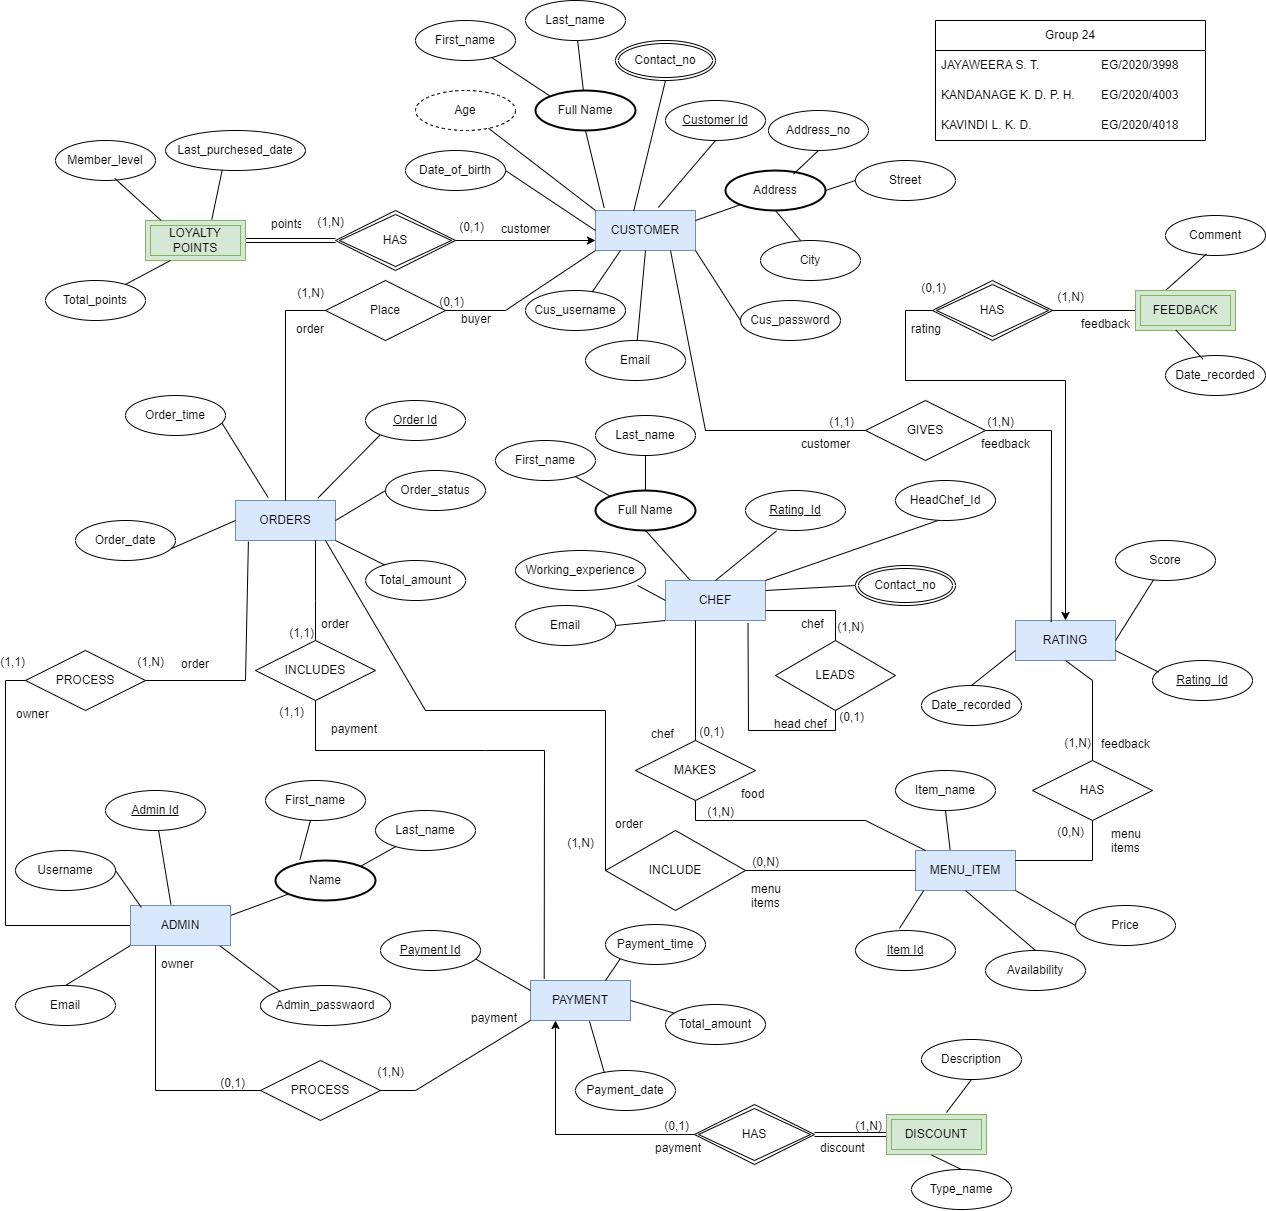 Last_name
First_name
Contact_no
Full Name
Age
Customer Id
Date_of_birth
Address_no
Address
Street
City
CUSTOMER
Cus_username
Cus_password
Email
Group 24
JAYAWEERA S. T. EG/2020/3998
KANDANAGE K. D. P. H. EG/2020/4003
KAVINDI L. K. D. EG/2020/4018
Member_level
Last_purchesed_date
LOYALTY
POINTS
Total_points
points
(1,N)
HAS
(0,1)
customer
(1,N)
order
Place
(0,1)
buyer
Comment
FEEDBACK
Date_recorded
(0,1)
rating
HAS
(1,N)
feedback
(1,1)
customer
GIVES
(1,N)
feedback
Order_time
Order Id
Order_status
ORDERS
Order_date
Total_amount
Last_name
First_name
Full Name
Rating_Id
HeadChef_Id
Working_experience
Contact_no
CHEF
Email
chef
(1,N)
LEADS
head chef
(0,1)
Score
RATING
Rating_Id
Date_recorded
(1,1)
owner
PROCESS
(1,N)
order
order
(1,1)
INCLUDES
(1,1)
payment
chef
(0,1)
MAKES
food
(1,N)
(1,N)
feedback
HAS
(0,N)
menu
items
Item_name
MENU_ITEM
Item Id
Availability
Price
order
(1,N)
INCLUDE
(0,N)
menu
items
Admin Id
First_name
Last_name
Username
Name
ADMIN
owner
Email
Admin_passwaord
Payment Id
Payment_time
PAYMENT
Total_amount
Payment_date
payment
(0,1)
PROCESS
(1,N)
(0,1)
payment
HAS
(1,N)
discount
Description
DISCOUNT
Type_name